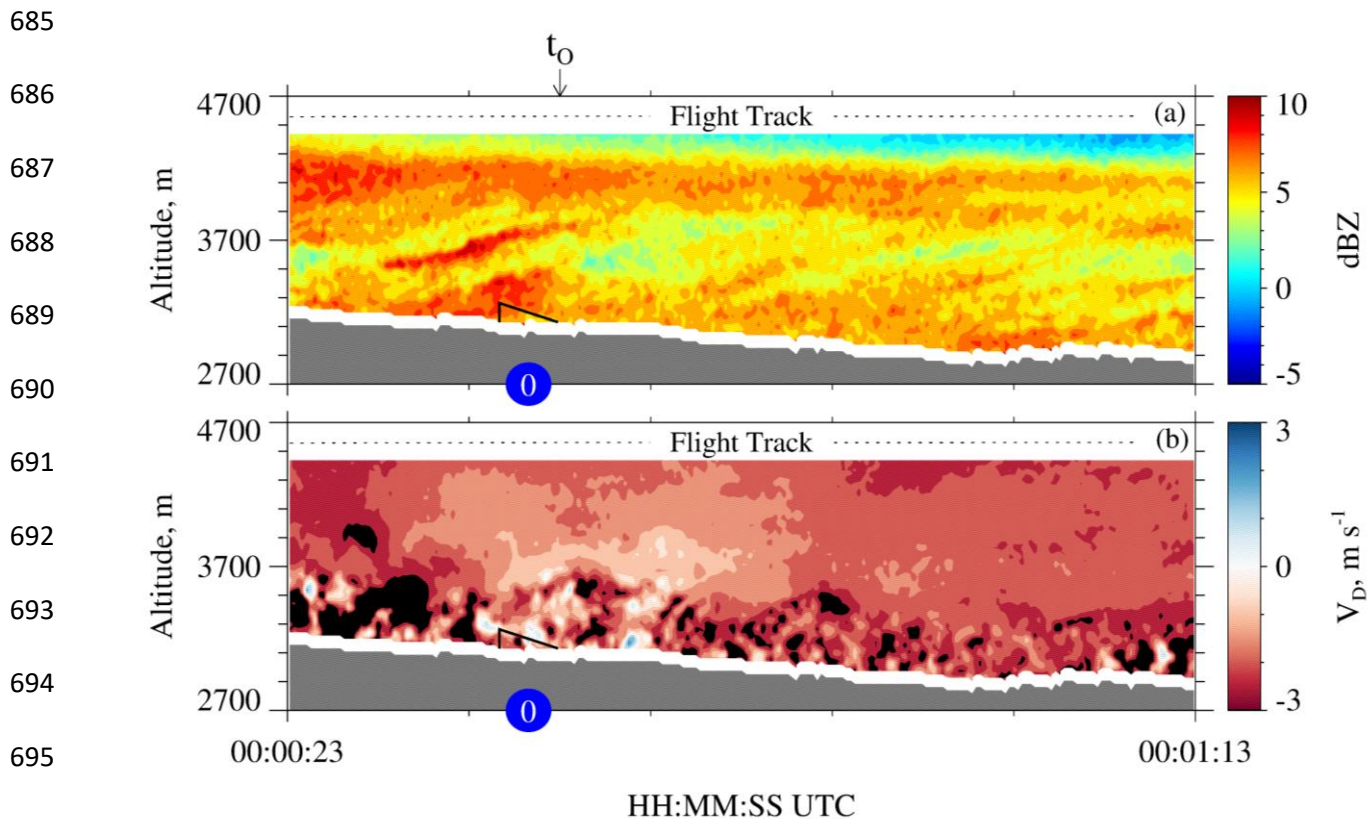 685
t_O
686
4700
Flight Track
(a)
10
687
5
Altitude, m
3700
688
dBZ
0
689
2700
-5
0
690
4700
Flight Track
(b)
3
691
692
Altitude, m
3700
0
V_D, m s⁻¹
693
694
2700
-3
0
695
00:00:23
00:01:13
HH:MM:SS UTC